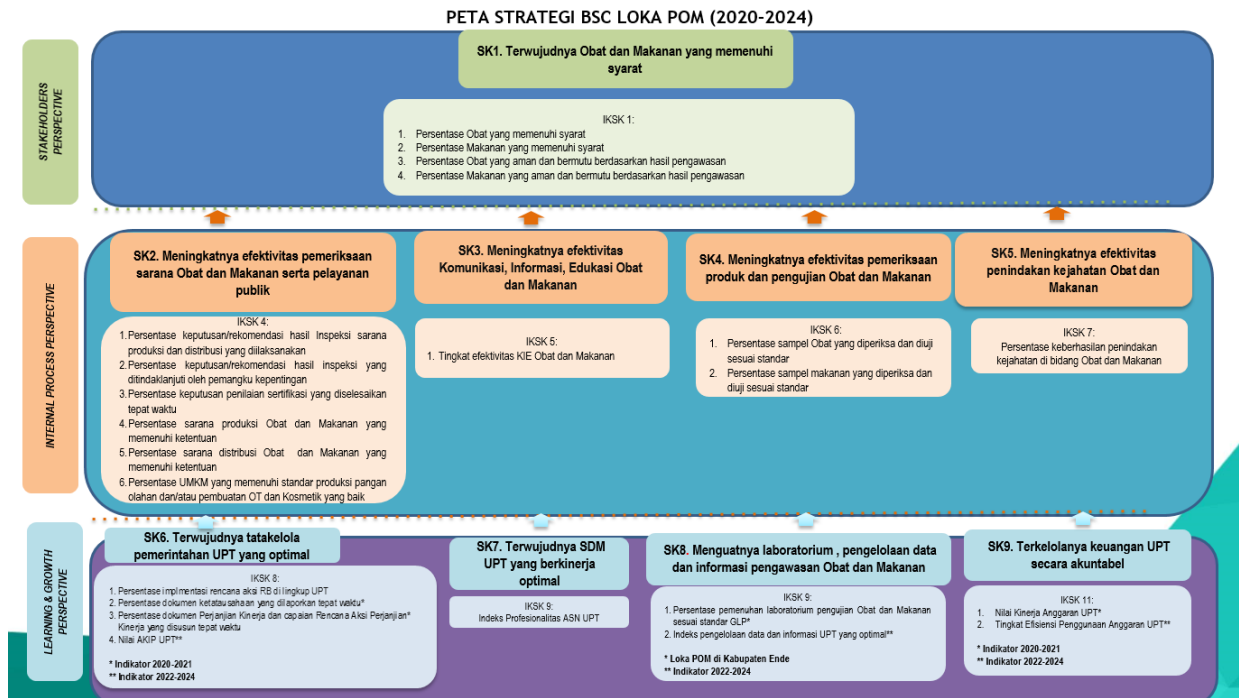 PETA STRATEGI BSC LOKA POM (2020-2024)
STAKEHOLDERS
PERSPECTIVE
SK1. Terwujudnya Obat dan Makanan yang memenuhi
syarat
IKSK 1:
1. Persentase Obat yang memenuhi syarat
2. Persentase Makanan yang memenuhi syarat
3. Persentase Obat yang aman dan bermutu berdasarkan hasil pengawasan
4. Persentase Makanan yang aman dan bermutu berdasarkan hasil pengawasan
INTERNAL PROCESS PERSPECTIVE
SK2. Meningkatnya efektivitas pemeriksaan
sarana Obat dan Makanan serta pelayanan
publik
IKSK 4:
1. Persentase keputusan/rekomendasi hasil Inspeksi sarana
produksi dan distribusi yang diilaksanakan
2. Persentase keputusan/rekomendasi hasil inspeksi yang
ditindaklanjuti oleh pemangku kepentingan
3. Persentase keputusan penilaian sertifikasi yang diselesaikan
tepat waktu
4. Persentase sarana produksi Obat dan Makanan yang
memenuhi ketentuan
5. Persentase sarana distribusi Obat dan Makanan yang
memenuhi ketentuan
6. Persentase UMKM yang memenuhi standar produksi pangan
olahan dan/atau pembuatan OT dan Kosmetik yang baik
SK3. Meningkatnya efektivitas
Komunikasi, Informasi, Edukasi Obat
dan Makanan
IKSK 5:
1. Tingkat efektivitas KIE Obat dan Makanan
SK4. Meningkatnya efektivitas pemeriksaan
produk dan pengujian Obat dan Makanan
IKSK 6:
1. Persentase sampel Obat yang diperiksa dan diuji
sesuai standar
2. Persentase sampel makanan yang diperiksa dan
diuji sesuai standar
SK5. Meningkatnya efektivitas
penindakan kejahatan Obat dan
Makanan
IKSK 7:
Persentase keberhasilan penindakan
kejahatan di bidang Obat dan Makanan
LEARNING & GROWTH
PERSPECTIVE
SK6. Terwujudnya tatakelola
pemerintahan UPT yang optimal
IKSK 8:
1. Persentase implmentasi rencana aksi RB di lingkup UPT
2. Persentase dokumen ketatausahaan yang dilaporkan tepat waktu*
3. Persentase dokumen Perjanjian Kinerja dan capaian Rencana Aksi Perjanjian*
Kinerja yang disusun tepat waktu
4. Nilai AKIP UPT**
* Indikator 2020-2021
** Indikator 2022-2024
SK7. Terwujudnya SDM
UPT yang berkinerja
optimal
IKSK 9:
Indeks Profesionalitas ASN UPT
SK8. Menguatnya laboratorium , pengelolaan data
dan informasi pengawasan Obat dan Makanan
IKSK 9:
1. Persentase pemenuhan laboratorium pengujian Obat dan Makanan
sesuai standar GLP*
2. Indeks pengelolaan data dan informasi UPT yang optimal**
* Loka POM di Kabupaten Ende
** Indikator 2022-2024
SK9. Terkelolanya keuangan UPT
secara akuntabel
IKSK 11:
1. Nilai Kinerja Anggaran UPT*
2. Tingkat Efisiensi Penggunaan Anggaran UPT**
* Indikator 2020-2021
** Indikator 2022-2024